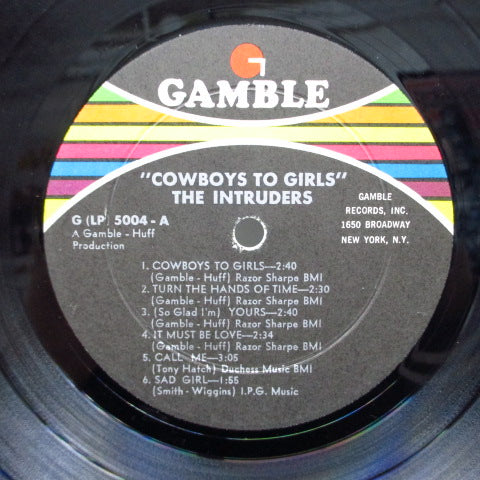 GAMBLE
"COWBOYS TO GIRLS"
THE INTRUDERS
G (LP) 5004 - A
A Gamble - Huff
Production
GAMBLE
RECORDS, INC.
1650 BROADWAY
NEW YORK, N.Y.
1. COWBOYS TO GIRLS—2:40
(Gamble - Huff) Razor Sharpe BMI
2. TURN THE HANDS OF TIME—2:30
(Gamble - Huff) Razor Sharpe BMI
3. (So Glad I'm) YOURS—2:40
(Gamble - Huff) Razor Sharpe BMI
4. IT MUST BE LOVE—2:34
(Gamble - Huff) Razor Sharpe BMI
5. CALL ME—3:05
(Tony Hatch) Duchess Music BMI
6. SAD GIRL—1:55
(Smith - Wiggins) I.P.G. Music